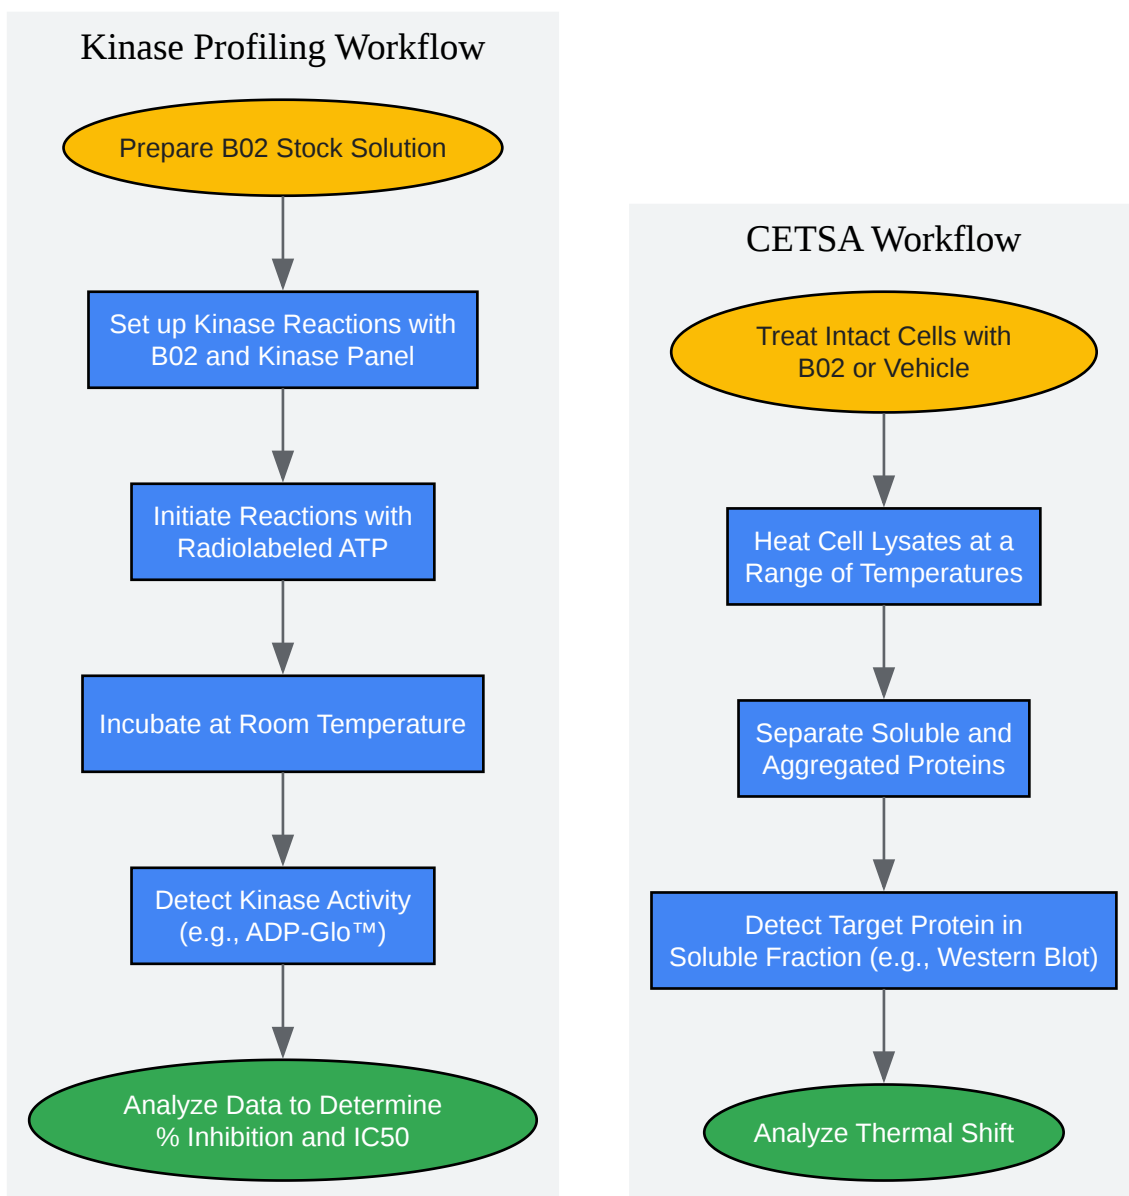 Kinase Profiling Workflow
Prepare B02 Stock Solution
Set up Kinase Reactions with
B02 and Kinase Panel
Initiate Reactions with
Radiolabeled ATP
Incubate at Room Temperature
Detect Kinase Activity
(e.g., ADP-Glo™)
Analyze Data to Determine
% Inhibition and IC50
CETSA Workflow
Treat Intact Cells with
B02 or Vehicle
Heat Cell Lysates at a
Range of Temperatures
Separate Soluble and
Aggregated Proteins
Detect Target Protein in
Soluble Fraction (e.g., Western Blot)
Analyze Thermal Shift